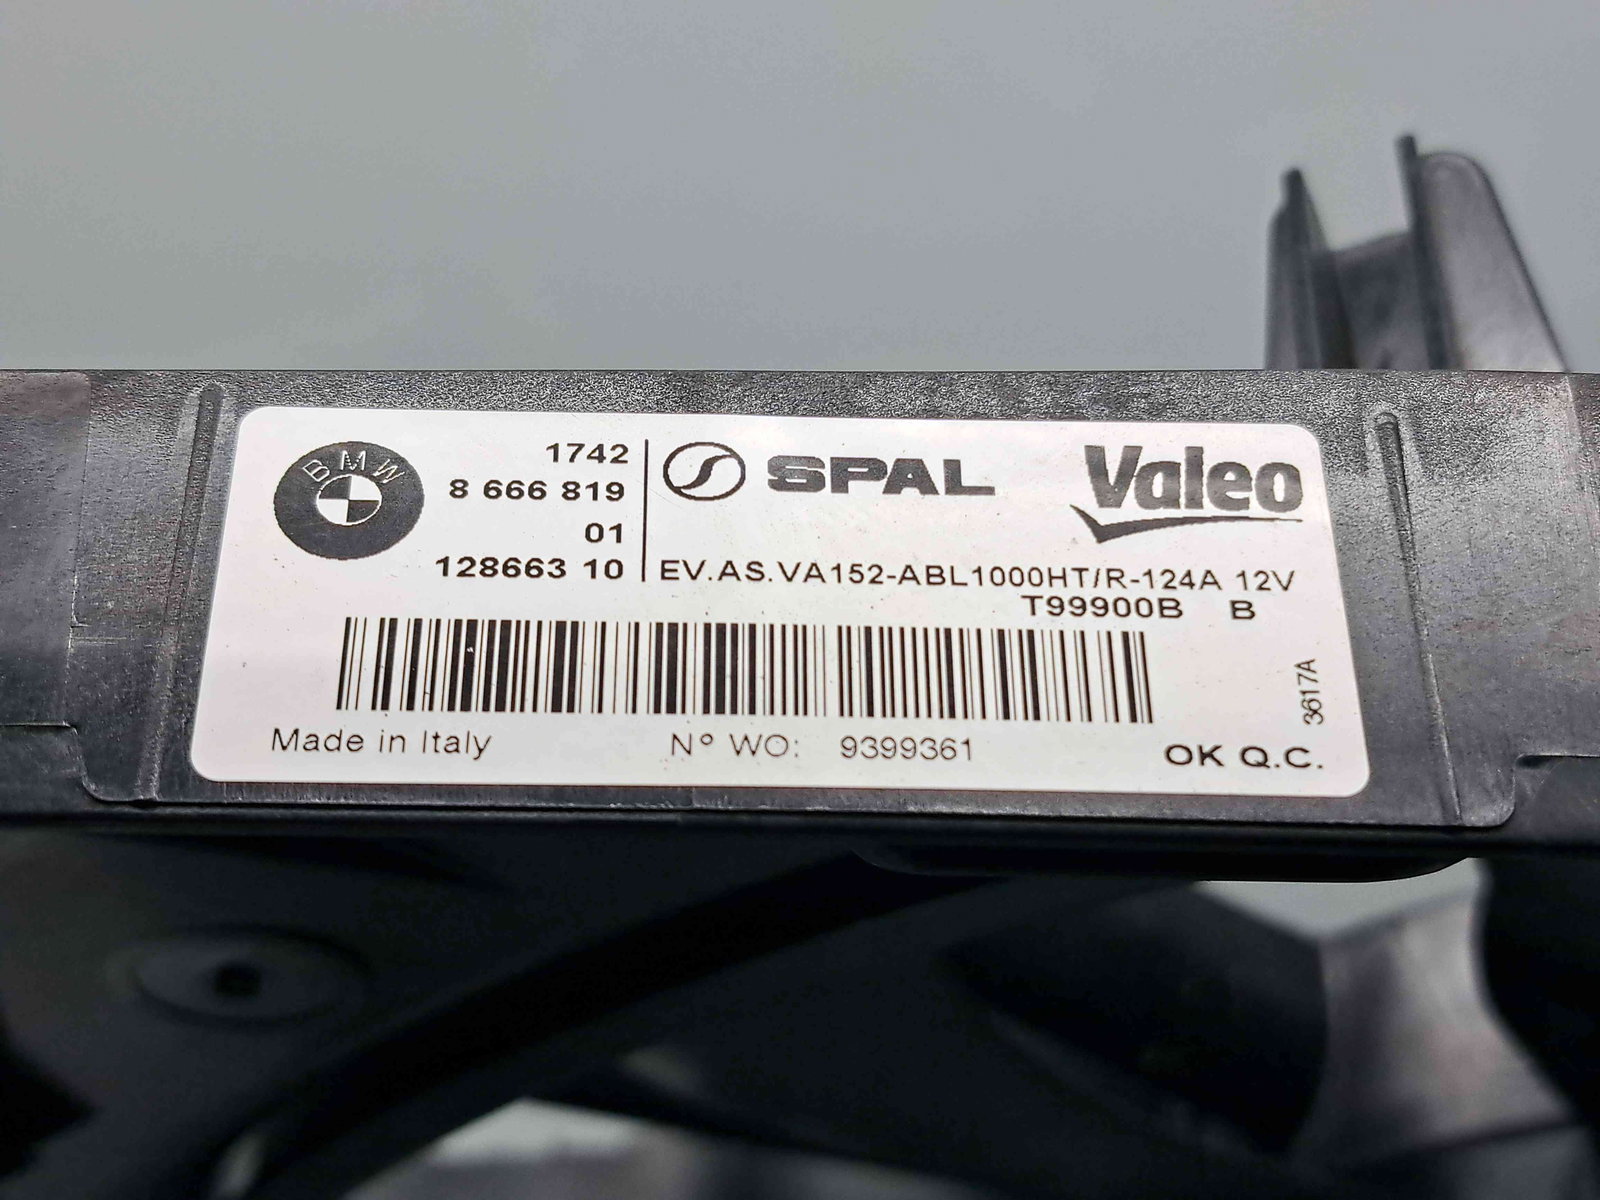 BMW
1742
8 666 819
01
128663 10
SPAL
Valeo
EV.AS.VA152-ABL1000HT/R-124A 12V
T99900B B
3617A
Made in Italy
N° WO: 9399361
OK Q.C.